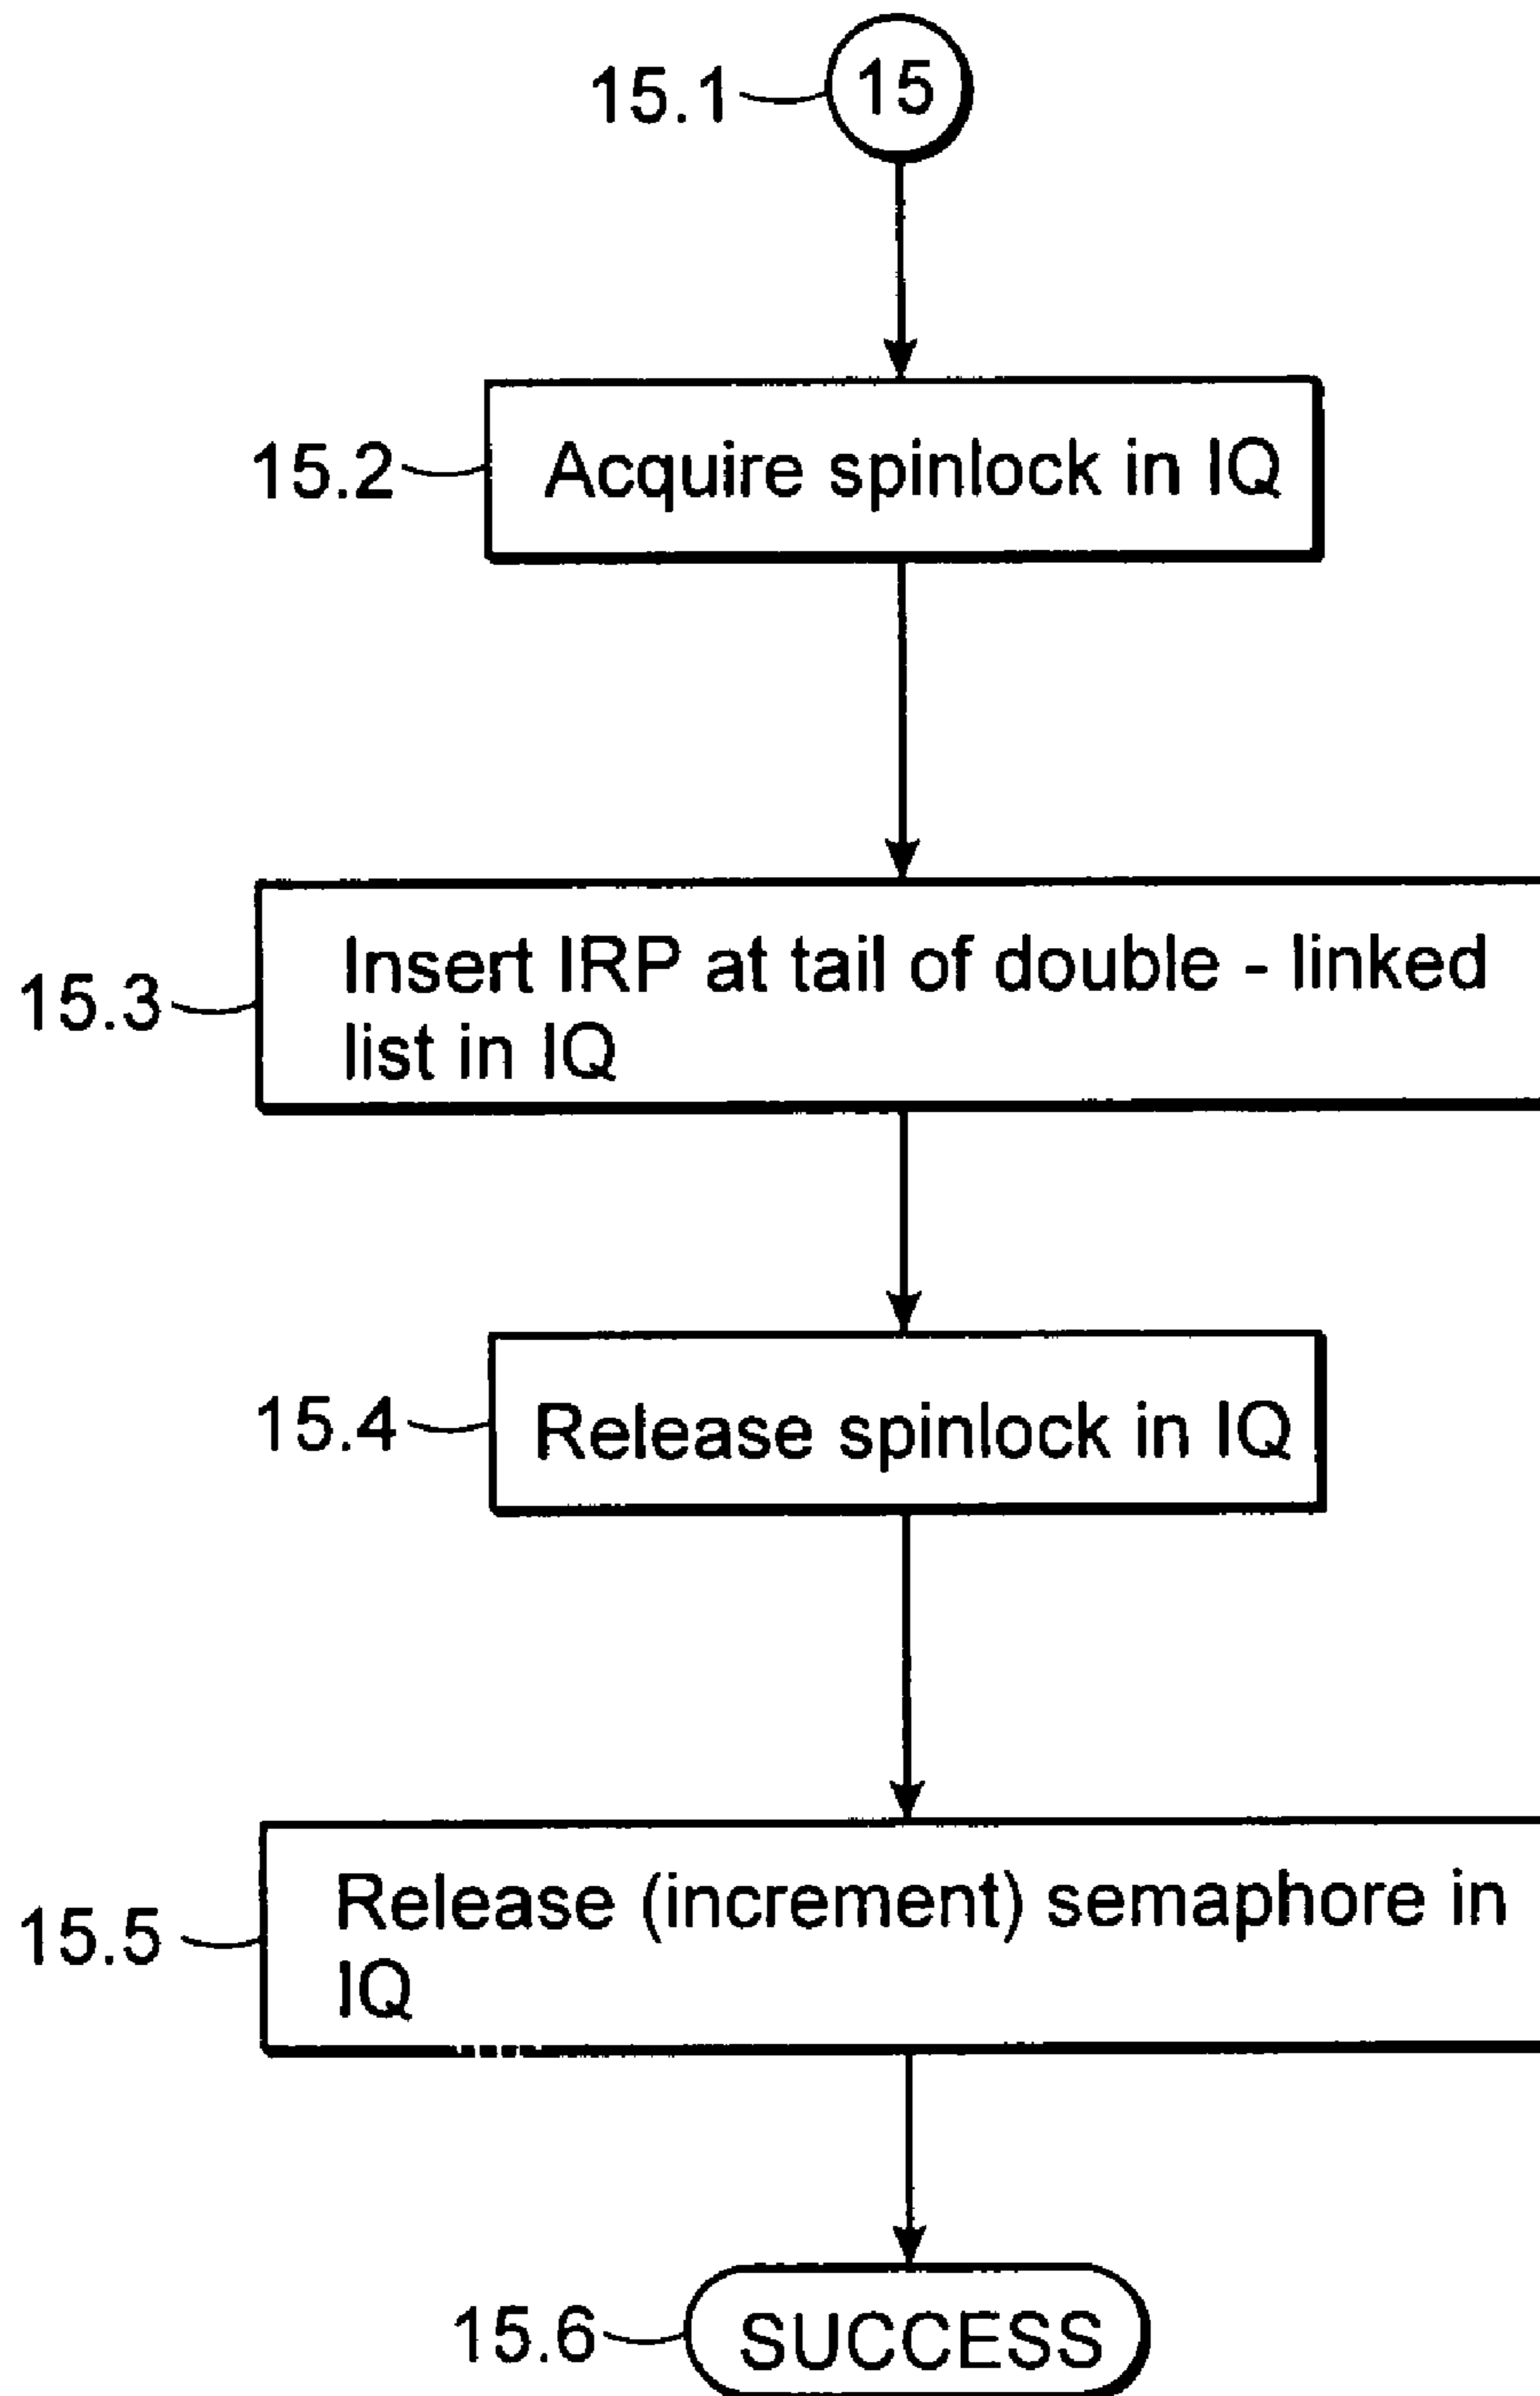 15.1 15
15.2 Acquire spinlock in IQ
15.3 Insert IRP at tail of double - linked
list in IQ
15.4 Release spinlock in IQ
15.5 Release (increment) semaphore in
IQ
15.6 SUCCESS